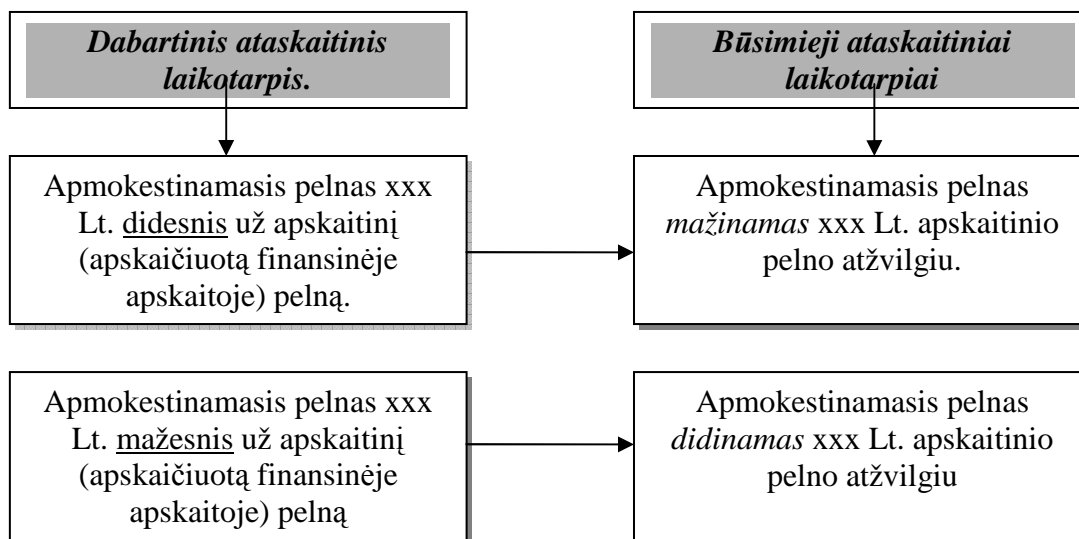 Dabartinis ataskaitinis
laikotarpis.
Būsimieji ataskaitiniai
laikotarpiai
Apmokestinamasis pelnas xxx
Lt. didesnis už apskaitinį
(apskaičiuotą finansinėje
apskaitoje) pelną.
Apmokestinamasis pelnas
mažinamas xxx Lt. apskaitinio
pelno atžvilgiu.
Apmokestinamasis pelnas xxx
Lt. mažesnis už apskaitinį
(apskaičiuotą finansinėje
apskaitoje) pelną
Apmokestinamasis pelnas
didinamas xxx Lt. apskaitinio
pelno atžvilgiu